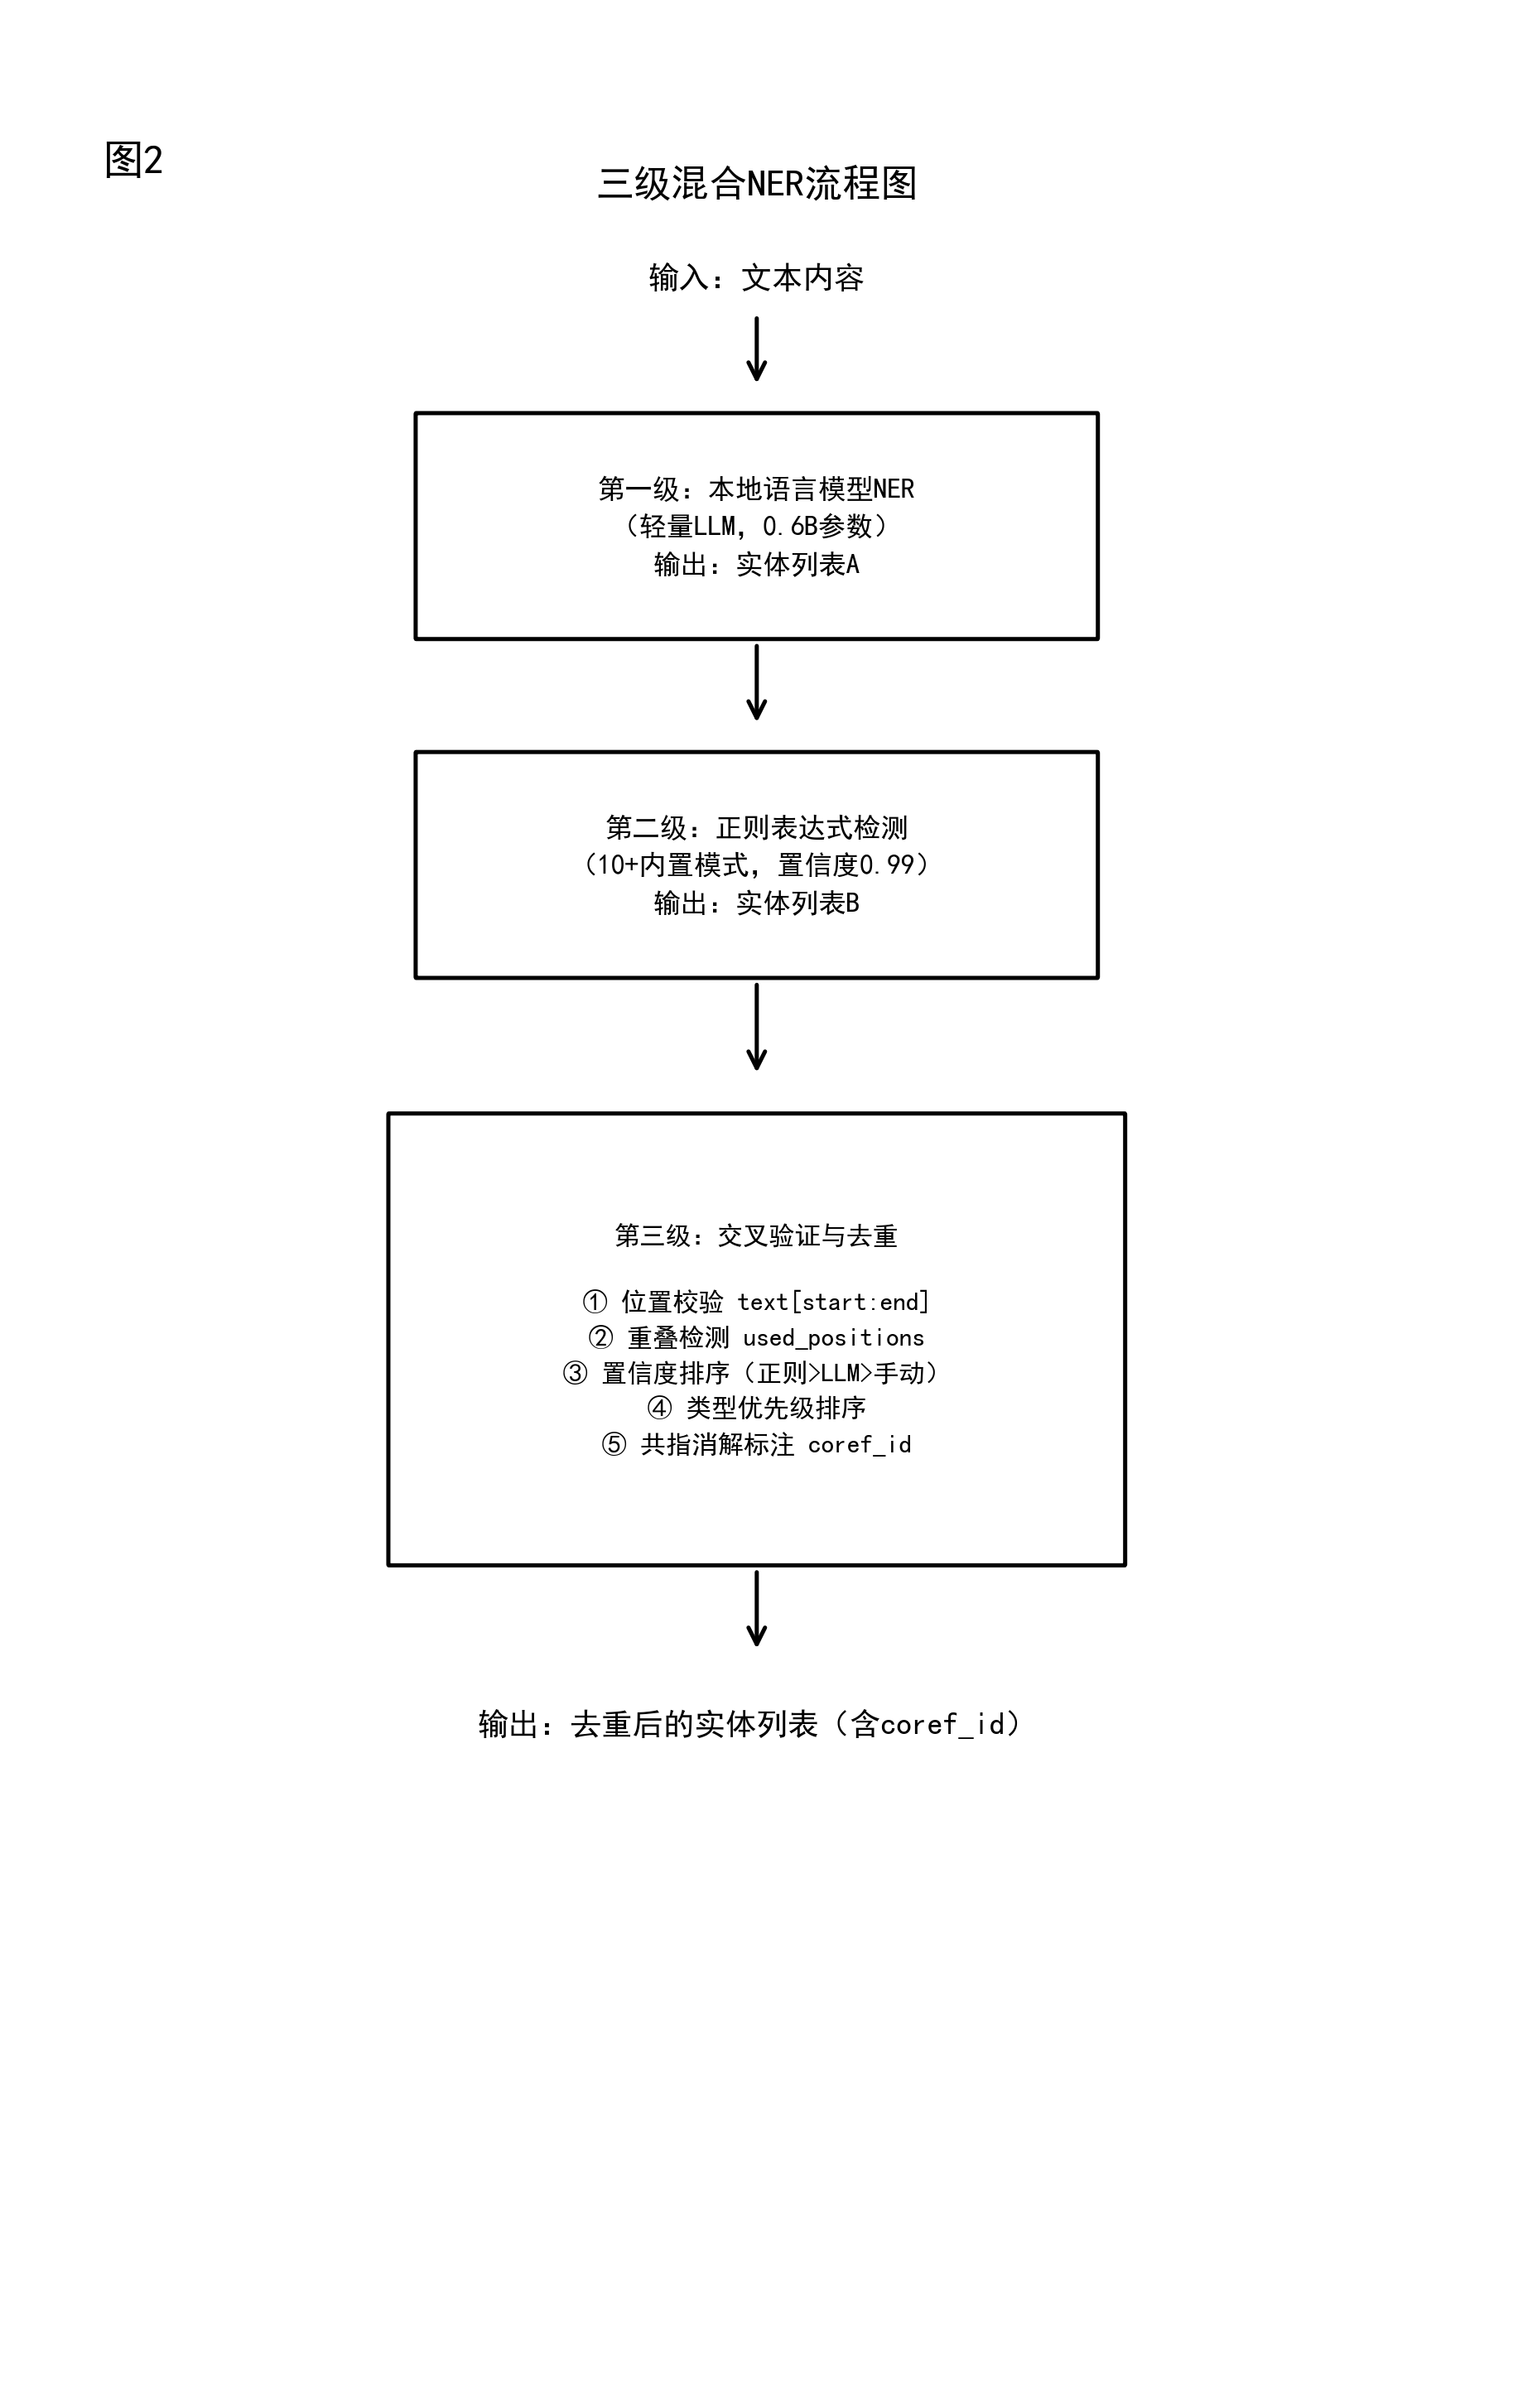 图2
三级混合NER流程图
输入：文本内容
第一级：本地语言模型NER
（轻量LLM，0.6B参数）
输出：实体列表A
第二级：正则表达式检测
（10+内置模式，置信度0.99）
输出：实体列表B
第三级：交叉验证与去重
① 位置校验 text[start:end]
② 重叠检测 used_positions
③ 置信度排序（正则>LLM>手动）
④ 类型优先级排序
⑤ 共指消解标注 coref_id
输出：去重后的实体列表（含coref_id）